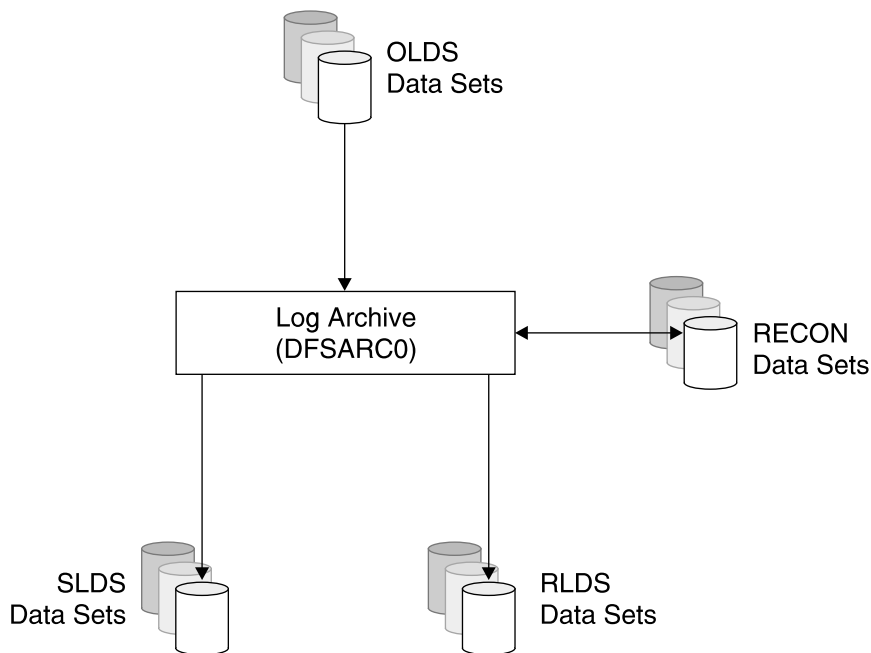 OLDS
Data Sets
Log Archive
(DFSARC0)
RECON
Data Sets
SLDS
Data Sets
RLDS
Data Sets